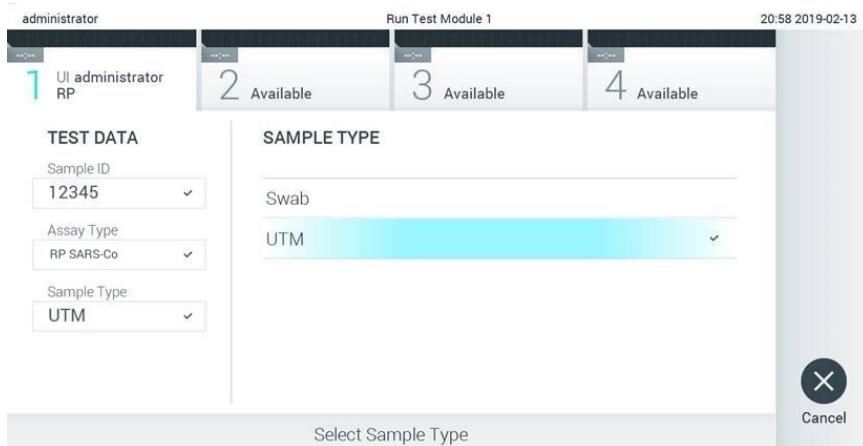 administrator
Run Test Module 1
20:58 2019-02-13
--:--
--:--
--:--
--:--
1 UI administrator
RP
2 Available
3 Available
4 Available
TEST DATA
Sample ID
12345
Assay Type
RP SARS-Co
Sample Type
UTM
SAMPLE TYPE
Swab
UTM
Cancel
Select Sample Type